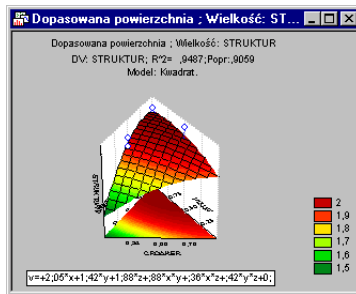 Dopasowana powierzchnia ; Wielkość: ST...
Dopasowana powierzchnia ; Wielkość: STRUKTUR
DV: STRUKTUR; R^2= ,9487;Popr:,9059
Model: Kwadrat.
2
1,9
1,8
1,7
1,6
1,5
v=+2;05*x+1;42*y+1;88*z+;88*x*y+;36*x*z+;42*y*z+0;